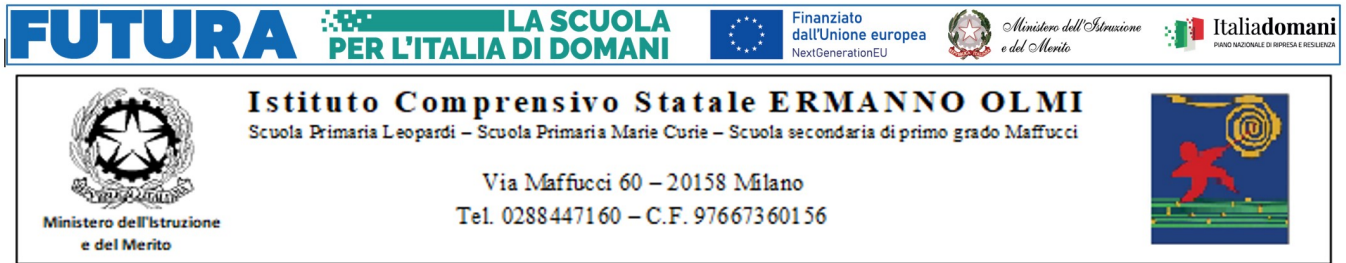 FUTURA
LA SCUOLA
PER L'ITALIA DI DOMANI
Finanziato
dall'Unione europea
NextGenerationEU
Ministero dell'Istruzione
e del Merito
Italiadomani
PIANO NAZIONALE DI RIPRESA E RESILIENZA
Istituto Comprensivo Statale ERMANNO OLMI
Scuola Primaria Leopardi – Scuola Primaria Marie Curie – Scuola secondaria di primo grado Maffucci
Via Maffucci 60 – 20158 Milano
Tel. 0288447160 – C.F. 97667360156
Ministero dell'Istruzione
e del Merito